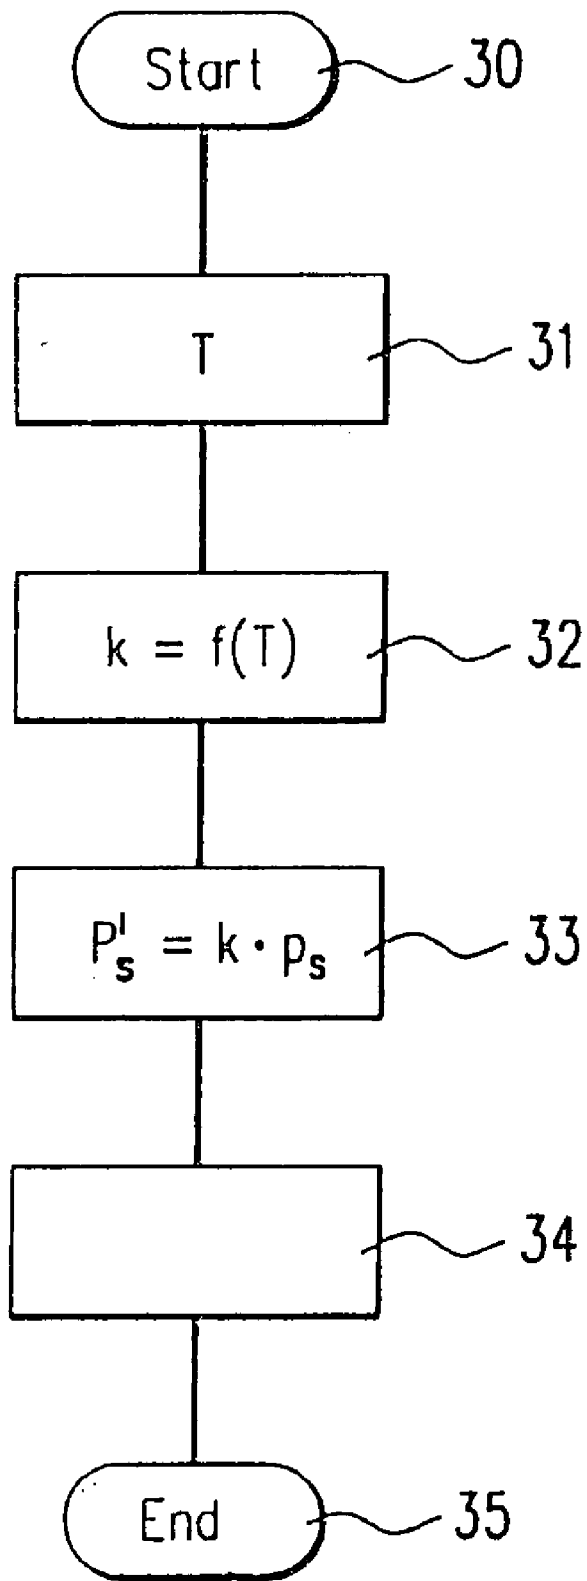 Start 30
T 31
k = f(T) 32
P's = k · ps 33
34
End 35